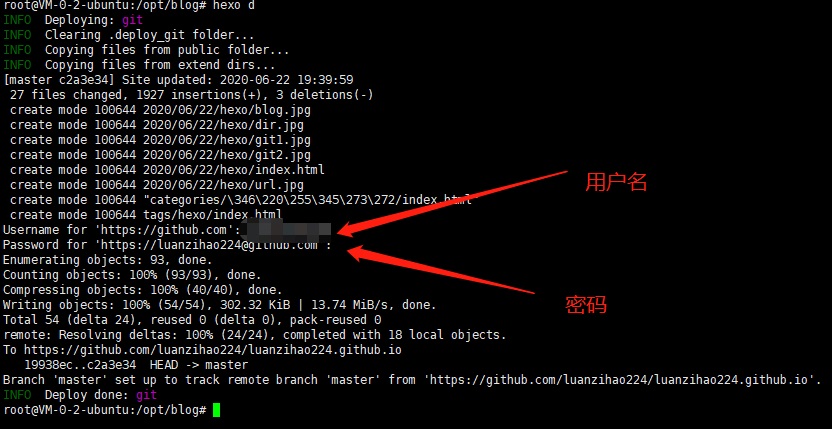 root@VM-0-2-ubuntu:/opt/blog# hexo d
INFO  Deploying: git
INFO  Clearing .deploy_git folder...
INFO  Copying files from public folder...
INFO  Copying files from extend dirs...
[master c2a3e34] Site updated: 2020-06-22 19:39:59
 27 files changed, 1927 insertions(+), 3 deletions(-)
 create mode 100644 2020/06/22/hexo/blog.jpg
 create mode 100644 2020/06/22/hexo/dir.jpg
 create mode 100644 2020/06/22/hexo/git1.jpg
 create mode 100644 2020/06/22/hexo/git2.jpg
 create mode 100644 2020/06/22/hexo/index.html
 create mode 100644 2020/06/22/hexo/url.jpg
 create mode 100644 "categories/\346\220\255\345\273\272/index.html"
 create mode 100644 tags/hexo/index.html
用户名
Username for 'https://github.com':
Password for 'https://luanzihao224@github.com':
密码
Enumerating objects: 93, done.
Counting objects: 100% (93/93), done.
Compressing objects: 100% (40/40), done.
Writing objects: 100% (54/54), 302.32 KiB | 13.74 MiB/s, done.
Total 54 (delta 24), reused 0 (delta 0), pack-reused 0
remote: Resolving deltas: 100% (24/24), completed with 18 local objects.
To https://github.com/luanzihao224/luanzihao224.github.io
   19938ec..c2a3e34  HEAD -> master
Branch 'master' set up to track remote branch 'master' from 'https://github.com/luanzihao224/luanzihao224.github.io'.
INFO  Deploy done: git
root@VM-0-2-ubuntu:/opt/blog#